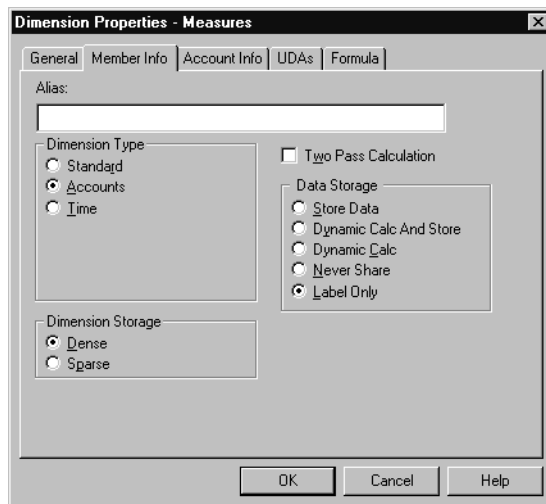 Dimension Properties - Measures
General Member Info Account Info UDAs Formula
Alias:
Dimension Type
Standard
Accounts
Time
Two Pass Calculation
Data Storage
Store Data
Dynamic Calc And Store
Dynamic Calc
Never Share
Label Only
Dimension Storage
Dense
Sparse
OK Cancel Help